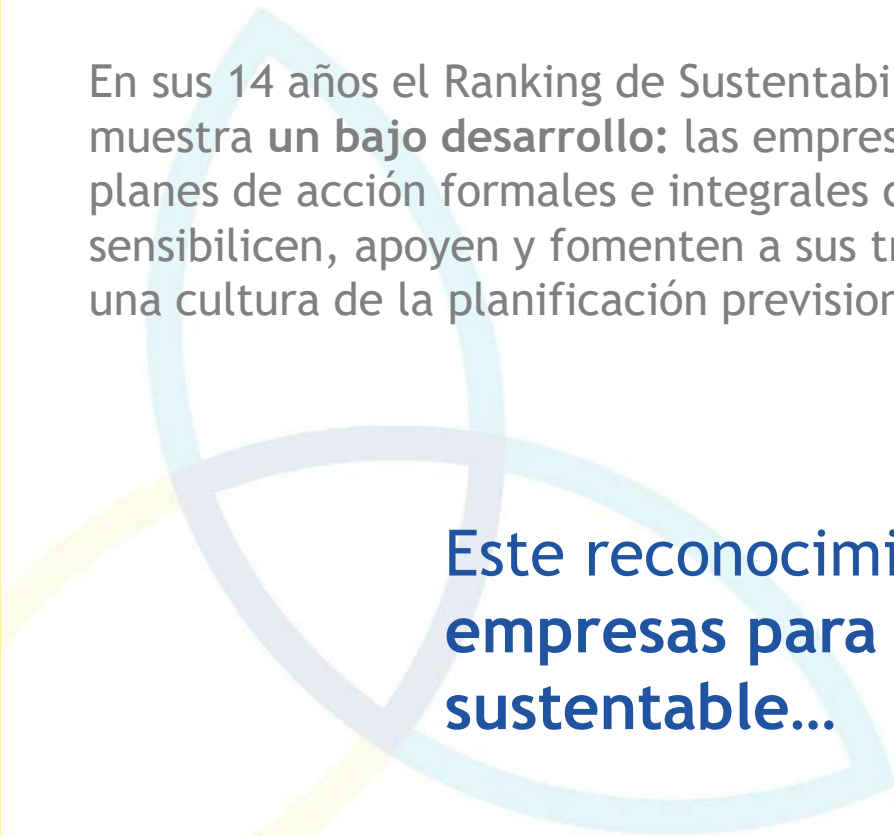 En sus 14 años el Ranking de Sustentabi
muestra un bajo desarrollo: las empres
planes de acción formales e integrales
sensibilicen, apoyen y fomenten a sus t
una cultura de la planificación prevision
Este reconocimi
empresas para
sustentable…